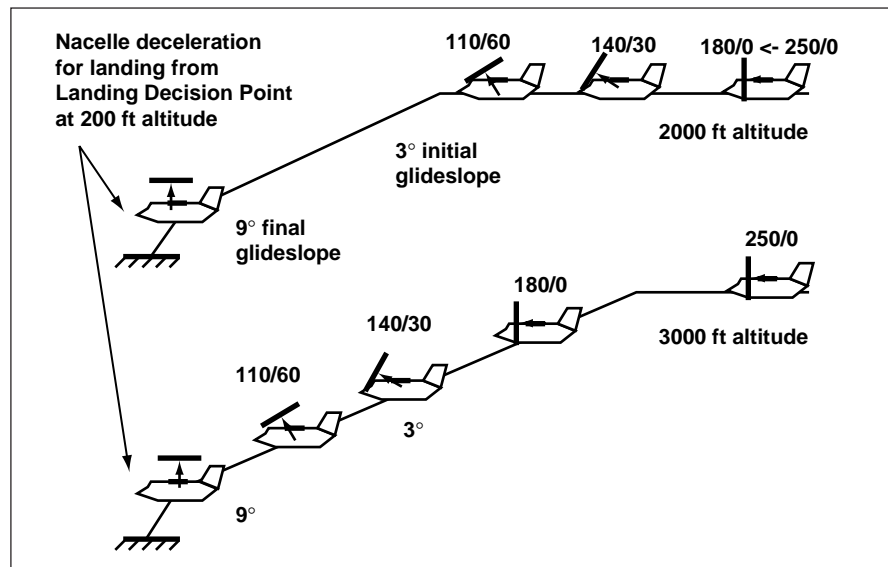 Nacelle deceleration
for landing from
Landing Decision Point
at 200 ft altitude
110/60
140/30
180/0 <- 250/0
2000 ft altitude
3° initial
glideslope
9° final
glideslope
250/0
180/0
3000 ft altitude
140/30
110/60
3°
9°